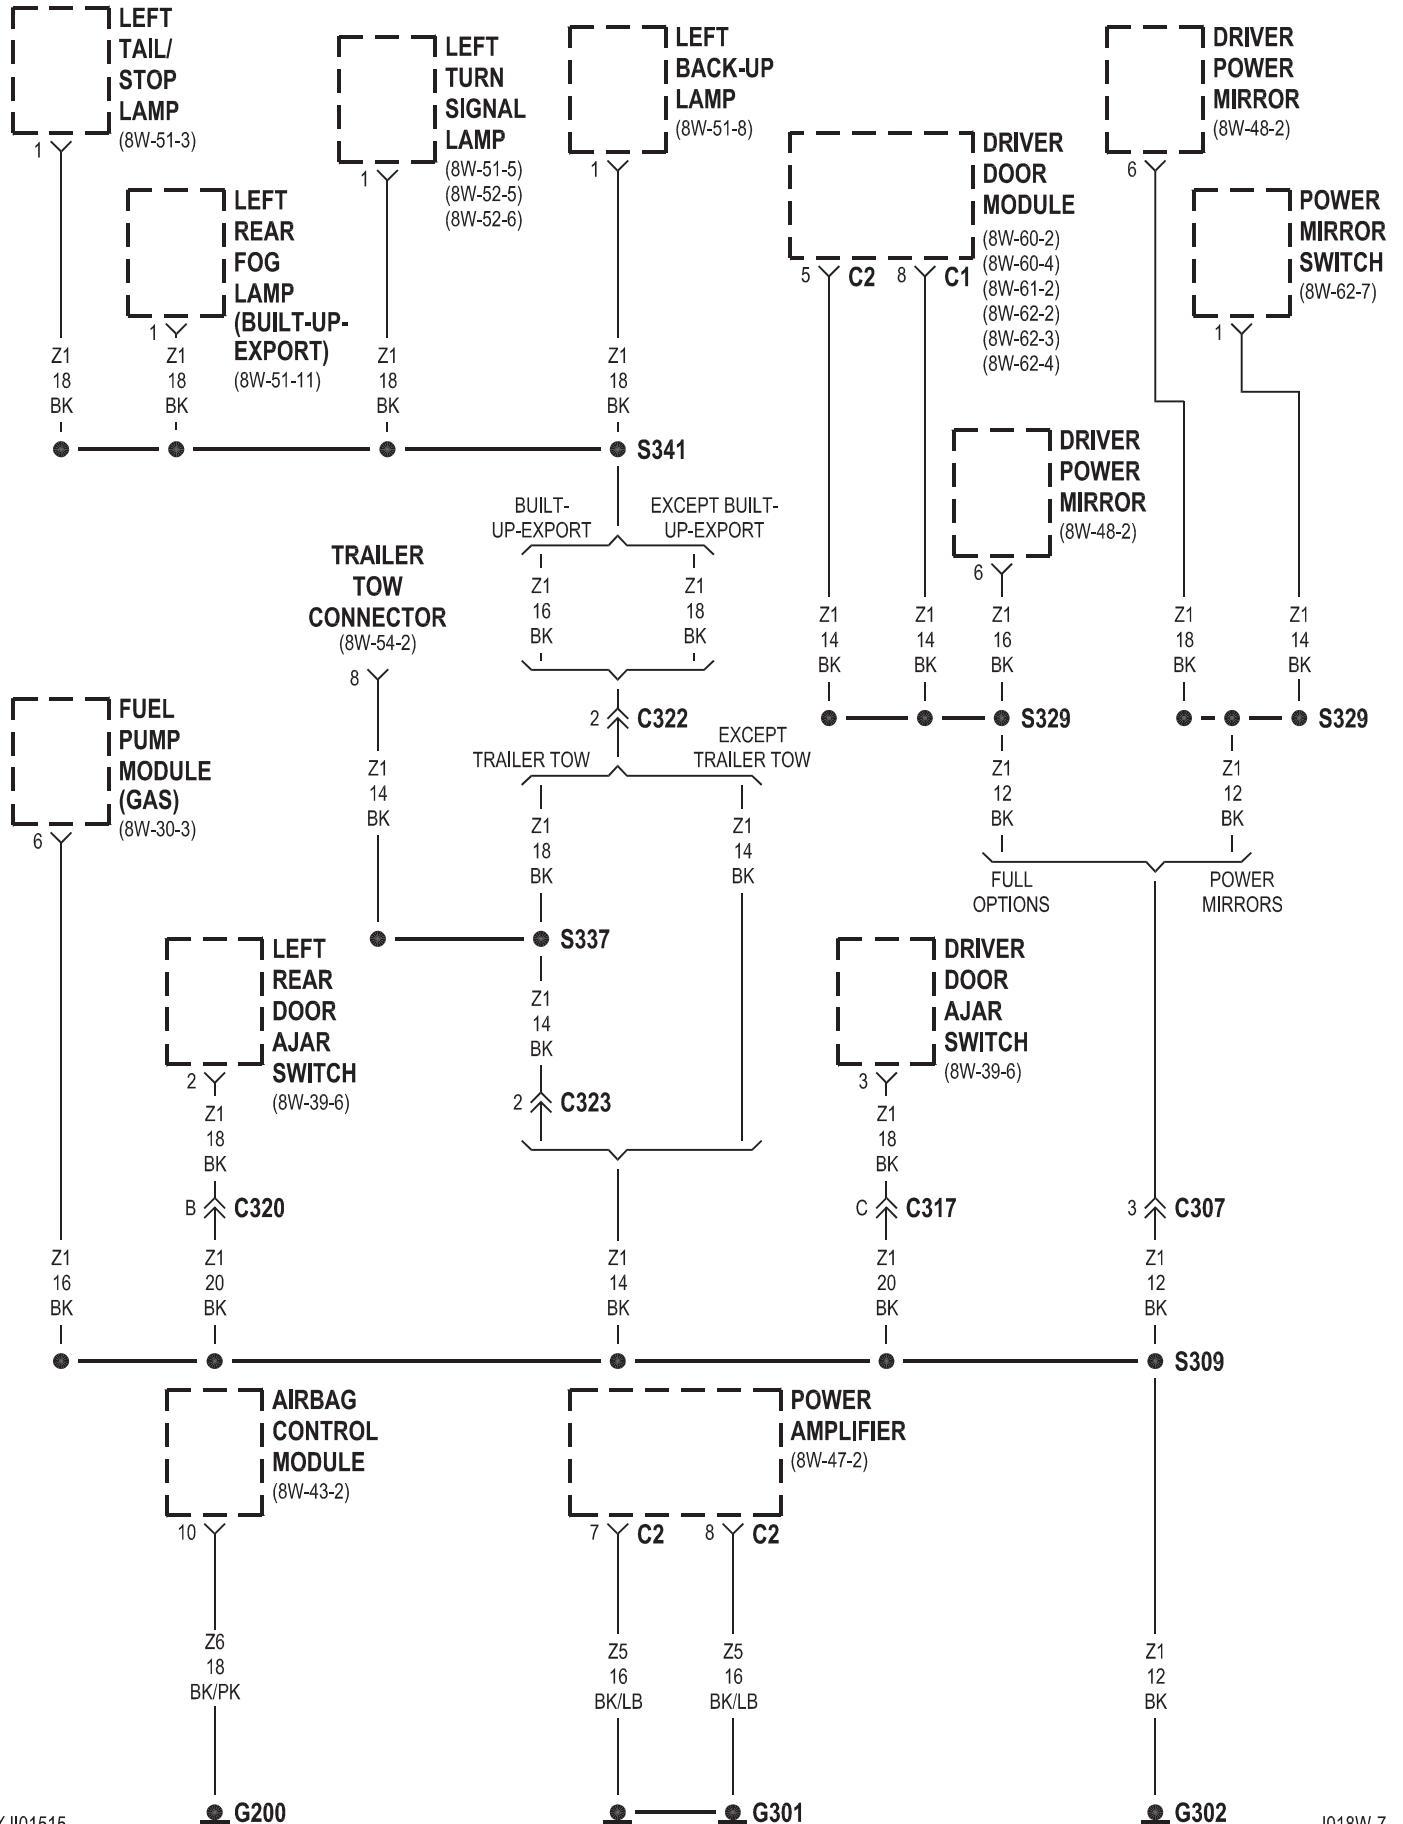 LEFT
TAIL/
STOP
LAMP
(8W-51-3)
1
LEFT
REAR
FOG
LAMP
(BUILT-UP-
EXPORT)
(8W-51-11)
1
LEFT
TURN
SIGNAL
LAMP
(8W-51-5)
(8W-52-5)
(8W-52-6)
1
LEFT
BACK-UP
LAMP
(8W-51-8)
1
DRIVER
DOOR
MODULE
(8W-60-2)
(8W-60-4)
(8W-61-2)
(8W-62-2)
(8W-62-3)
(8W-62-4)
5 C2
8 C1
DRIVER
POWER
MIRROR
(8W-48-2)
6
POWER
MIRROR
SWITCH
(8W-62-7)
1
Z1
18
BK
Z1
18
BK
Z1
18
BK
Z1
18
BK
S341
BUILT-
UP-EXPORT
EXCEPT BUILT-
UP-EXPORT
Z1
16
BK
Z1
18
BK
TRAILER
TOW
CONNECTOR
(8W-54-2)
8
DRIVER
POWER
MIRROR
(8W-48-2)
6
Z1
14
BK
Z1
14
BK
Z1
16
BK
Z1
18
BK
Z1
14
BK
S329
S329
2 C322
TRAILER TOW
EXCEPT
TRAILER TOW
FUEL
PUMP
MODULE
(GAS)
(8W-30-3)
6
Z1
14
BK
Z1
18
BK
Z1
14
BK
Z1
12
BK
Z1
12
BK
FULL
OPTIONS
POWER
MIRRORS
S337
LEFT
REAR
DOOR
AJAR
SWITCH
(8W-39-6)
2
Z1
14
BK
2 C323
DRIVER
DOOR
AJAR
SWITCH
(8W-39-6)
3
Z1
18
BK
Z1
18
BK
B C320
C C317
3 C307
Z1
16
BK
Z1
20
BK
Z1
14
BK
Z1
20
BK
Z1
12
BK
S309
AIRBAG
CONTROL
MODULE
(8W-43-2)
10
POWER
AMPLIFIER
(8W-47-2)
7 C2
8 C2
Z6
18
BK/PK
Z5
16
BK/LB
Z5
16
BK/LB
Z1
12
BK
G200
G301
G302